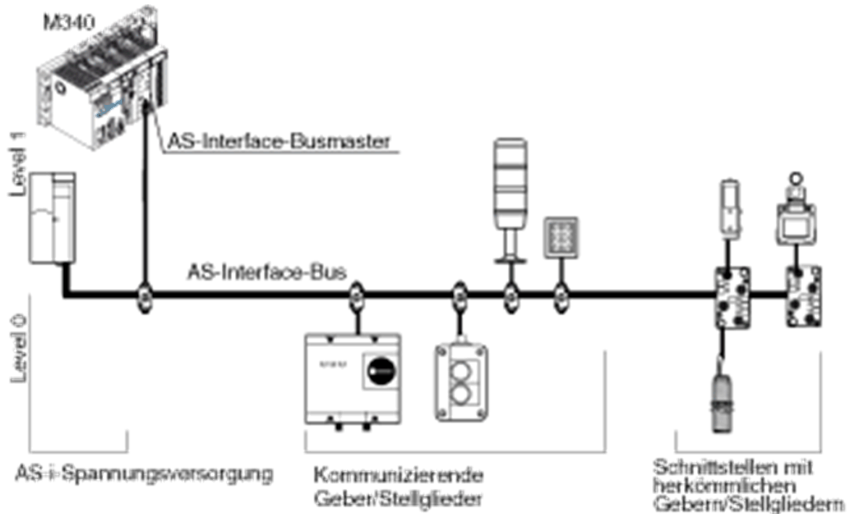 M340
AS-Interface-Busmaster
Level 1
AS-Interface-Bus
Level 0
AS-i-Spannungsversorgung
Kommunizierende
Geber/Stellglieder
Schnittstellen mit
herkömmlichen
Gebern/Stellgliedern